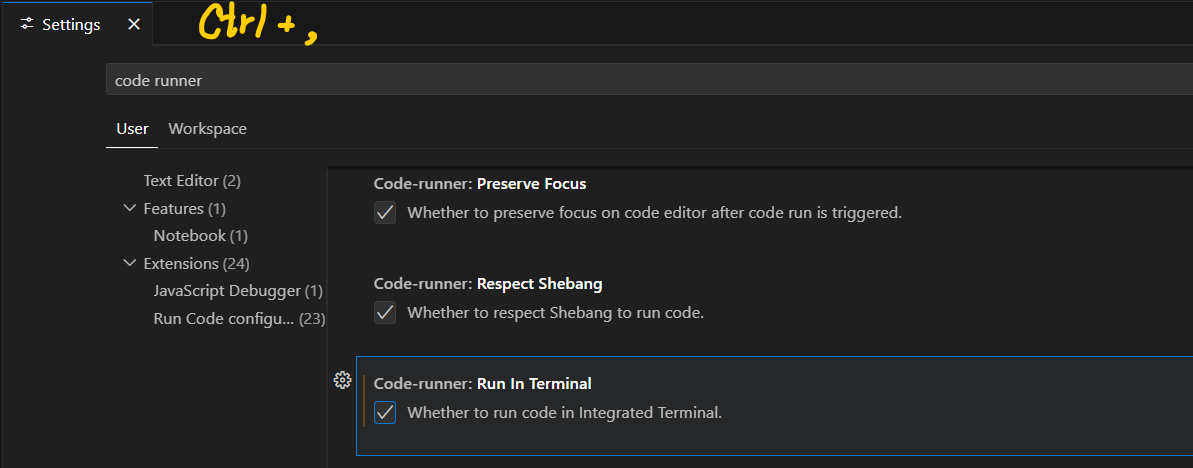 Settings
Ctrl + ,
code runner
User Workspace
Text Editor (2)
Features (1)
Notebook (1)
Extensions (24)
JavaScript Debugger (1)
Run Code configu... (23)
Code-runner: Preserve Focus
Whether to preserve focus on code editor after code run is triggered.
Code-runner: Respect Shebang
Whether to respect Shebang to run code.
Code-runner: Run In Terminal
Whether to run code in Integrated Terminal.